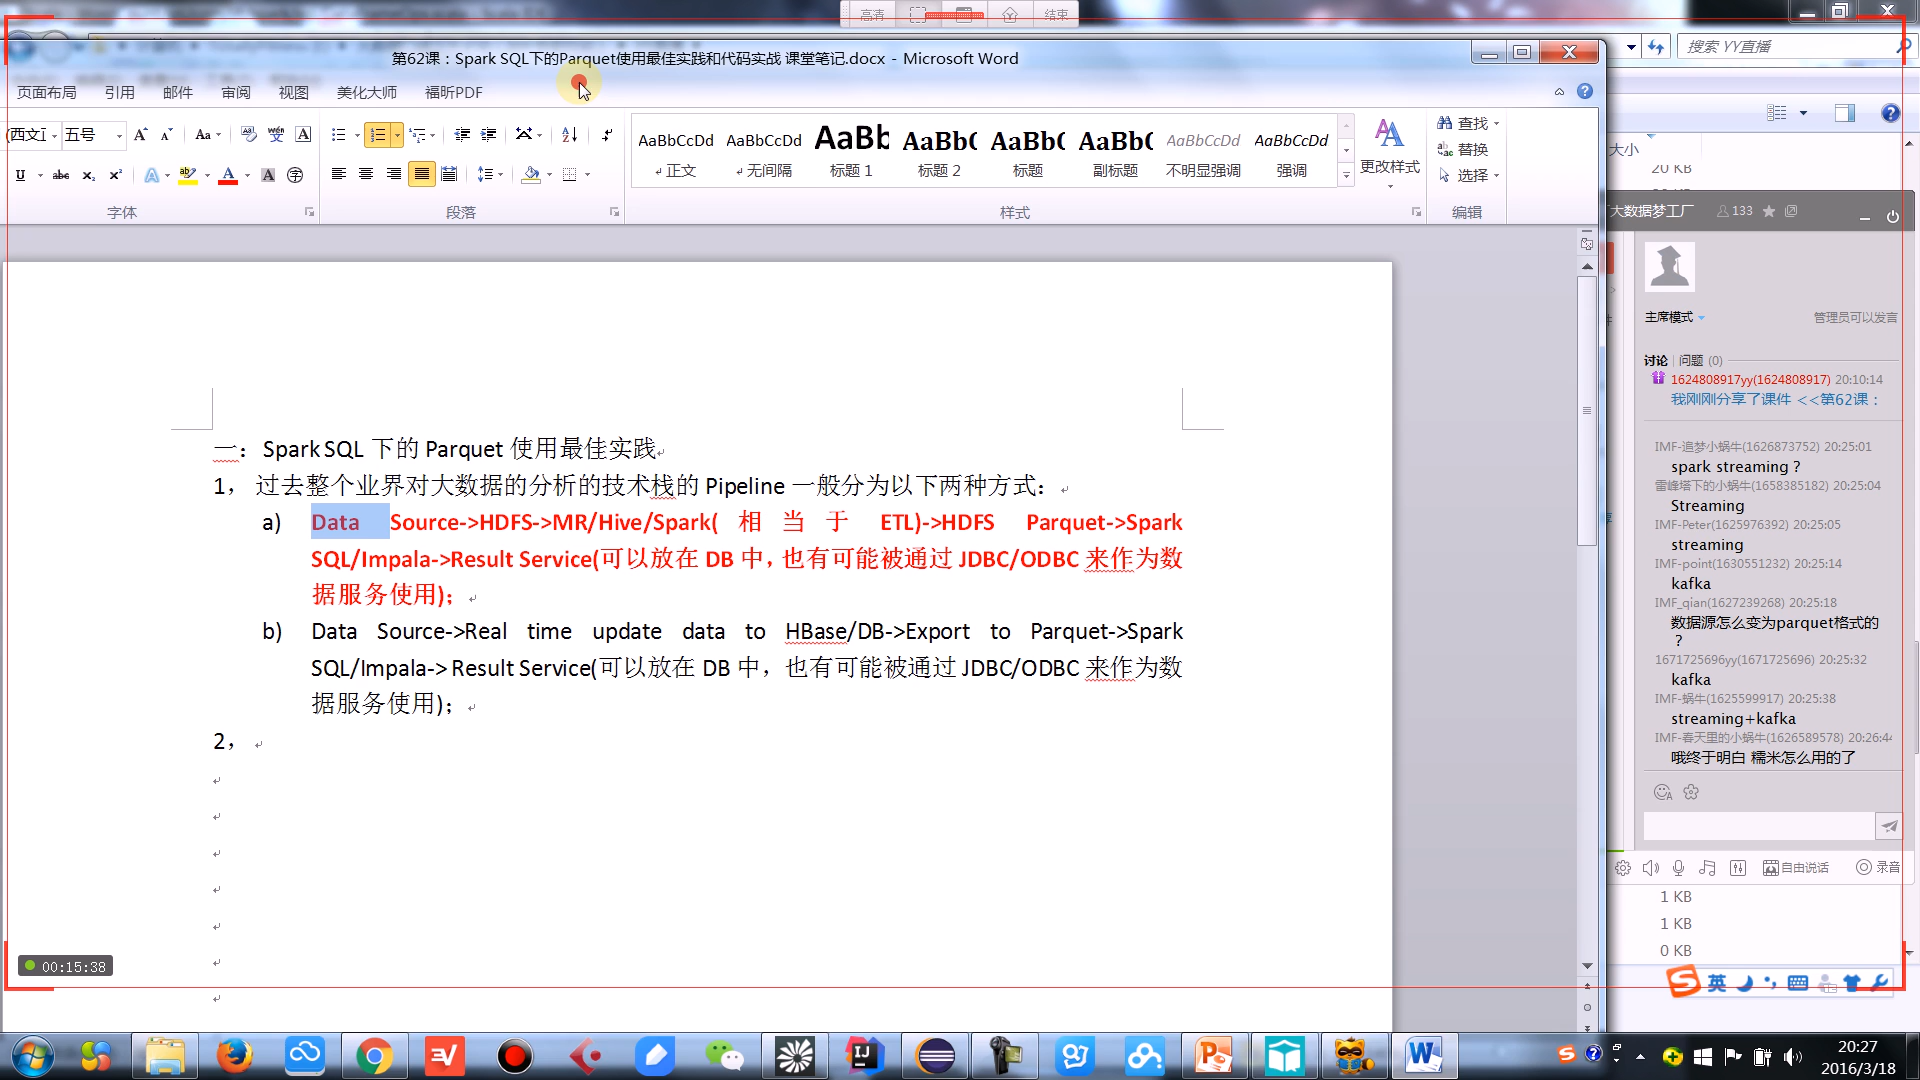 高清
结束
搜索 YY直播
第62课：Spark SQL下的Parquet使用最佳实践和代码实战 课堂笔记.docx - Microsoft Word
页面布局 引用 邮件 审阅 视图 美化大师 福昕PDF
(西文正 五号
AaBbCcDd AaBbCcDd AaBb AaBb( AaBb( AaBb( AaBbCcDd AaBbCcDd
正文 无间隔 标题 1 标题 2 标题 副标题 不明显强调 强调
更改样式
查找
替换
选择
字体 段落 样式 编辑
大小
20 KB
大数据梦工厂 133
主席模式 管理员可以发言
讨论 问题 (0)
1624808917yy(1624808917) 20:10:14
我刚刚分享了课件 <<第62课：
IMF-追梦小蜗牛(1626873752) 20:25:01
spark streaming ?
雷峰塔下的小蜗牛(1658385182) 20:25:04
Streaming
IMF-Peter(1625976392) 20:25:05
streaming
IMF-point(1630551232) 20:25:14
kafka
IMF_qian(1627239268) 20:25:18
数据源怎么变为parquet格式的
?
1671725696yy(1671725696) 20:25:32
kafka
IMF-蜗牛(1625599917) 20:25:38
streaming+kafka
IMF-春天里的小蜗牛(1626589578) 20:26:44
哦终于明白 糯米怎么用的了
自由说话 录音
1 KB
1 KB
0 KB
一：Spark SQL 下的 Parquet 使用最佳实践
1， 过去整个业界对大数据的分析的技术栈的 Pipeline 一般分为以下两种方式：
a) Data Source->HDFS->MR/Hive/Spark(相当于 ETL)->HDFS Parquet->Spark
SQL/Impala->Result Service(可以放在 DB 中，也有可能被通过 JDBC/ODBC 来作为数
据服务使用)；
b) Data Source->Real time update data to HBase/DB->Export to Parquet->Spark
SQL/Impala-> Result Service(可以放在 DB 中，也有可能被通过 JDBC/ODBC 来作为数
据服务使用)；
2，
00:15:38
英
20:27
2016/3/18